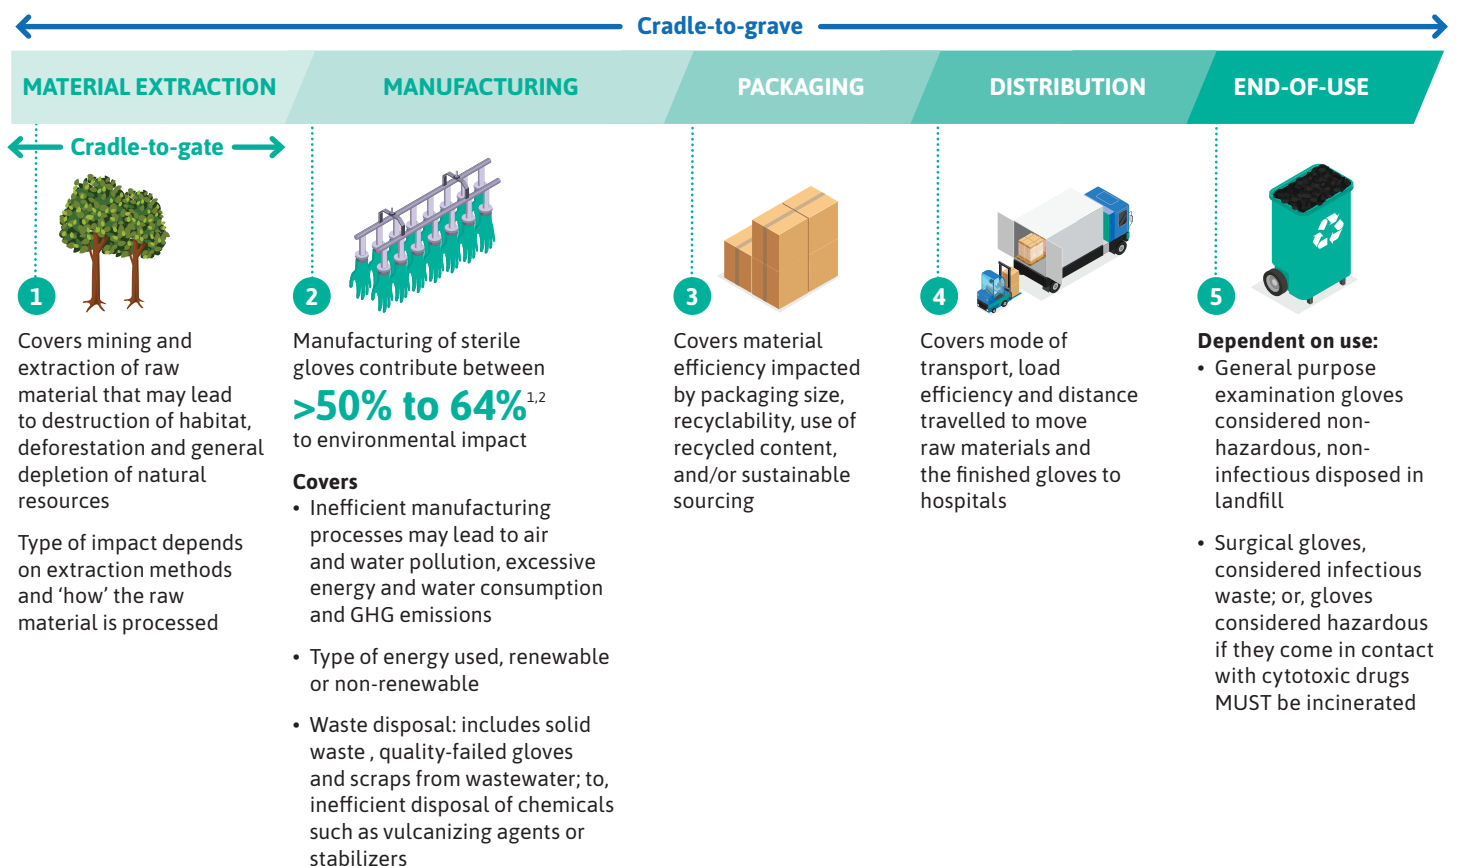 Cradle-to-grave
MATERIAL EXTRACTION
MANUFACTURING
PACKAGING
DISTRIBUTION
END-OF-USE
Cradle-to-gate
1
Covers mining and
extraction of raw
material that may lead
to destruction of habitat,
deforestation and general
depletion of natural
resources
Type of impact depends
on extraction methods
and ‘how’ the raw
material is processed
2
Manufacturing of sterile
gloves contribute between
>50% to 64%1,2
to environmental impact
Covers
• Inefficient manufacturing
processes may lead to air
and water pollution, excessive
energy and water consumption
and GHG emissions
• Type of energy used, renewable
or non-renewable
• Waste disposal: includes solid
waste , quality-failed gloves
and scraps from wastewater; to,
inefficient disposal of chemicals
such as vulcanizing agents or
stabilizers
3
Covers material
efficiency impacted
by packaging size,
recyclability, use of
recycled content,
and/or sustainable
sourcing
4
Covers mode of
transport, load
efficiency and distance
travelled to move
raw materials and
the finished gloves to
hospitals
5
Dependent on use:
• General purpose
examination gloves
considered non-
hazardous, non-
infectious disposed in
landfill
• Surgical gloves,
considered infectious
waste; or, gloves
considered hazardous
if they come in contact
with cytotoxic drugs
MUST be incinerated